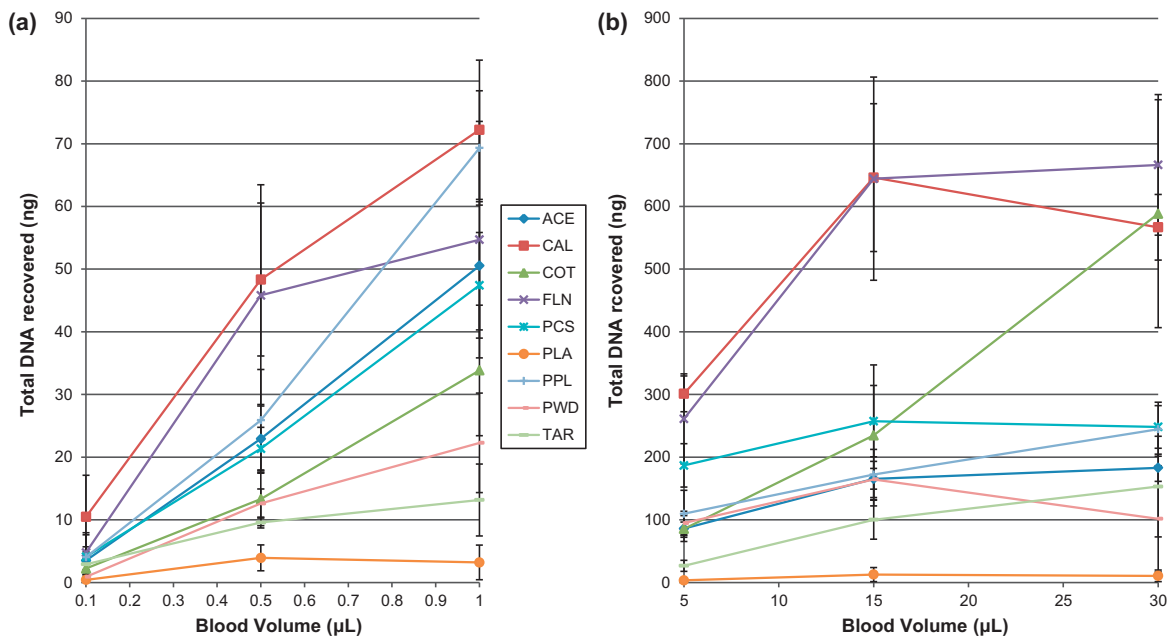 (a)
90
80
70
60
50
40
30
20
10
0
Total DNA recovered (ng)
0.1 0.2 0.3 0.4 0.5 0.6 0.7 0.8 0.9 1
Blood Volume (µL)
ACE
CAL
COT
FLN
PCS
PLA
PPL
PWD
TAR
(b)
900
800
700
600
500
400
300
200
100
0
Total DNA rcovered (ng)
5 10 15 20 25 30
Blood Volume (µL)